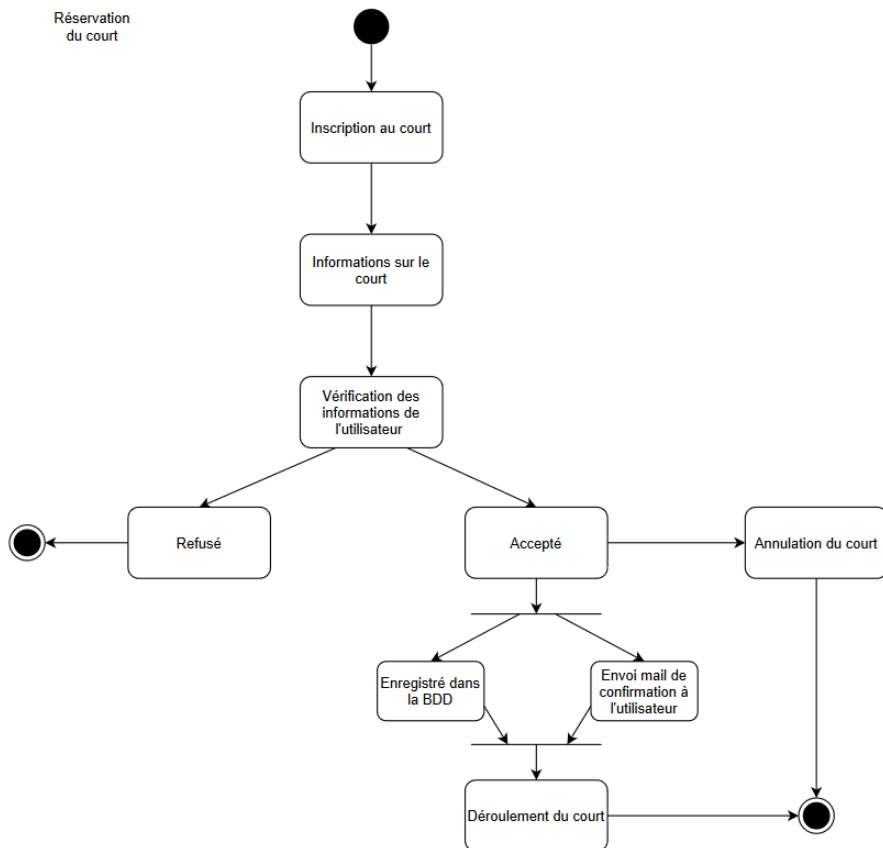 Réservation
du court
Inscription au court
Informations sur le
court
Vérification des
informations de
l'utilisateur
Refusé
Accepté
Annulation du court
Enregistré dans
la BDD
Envoi mail de
confirmation à
l'utilisateur
Déroulement du court